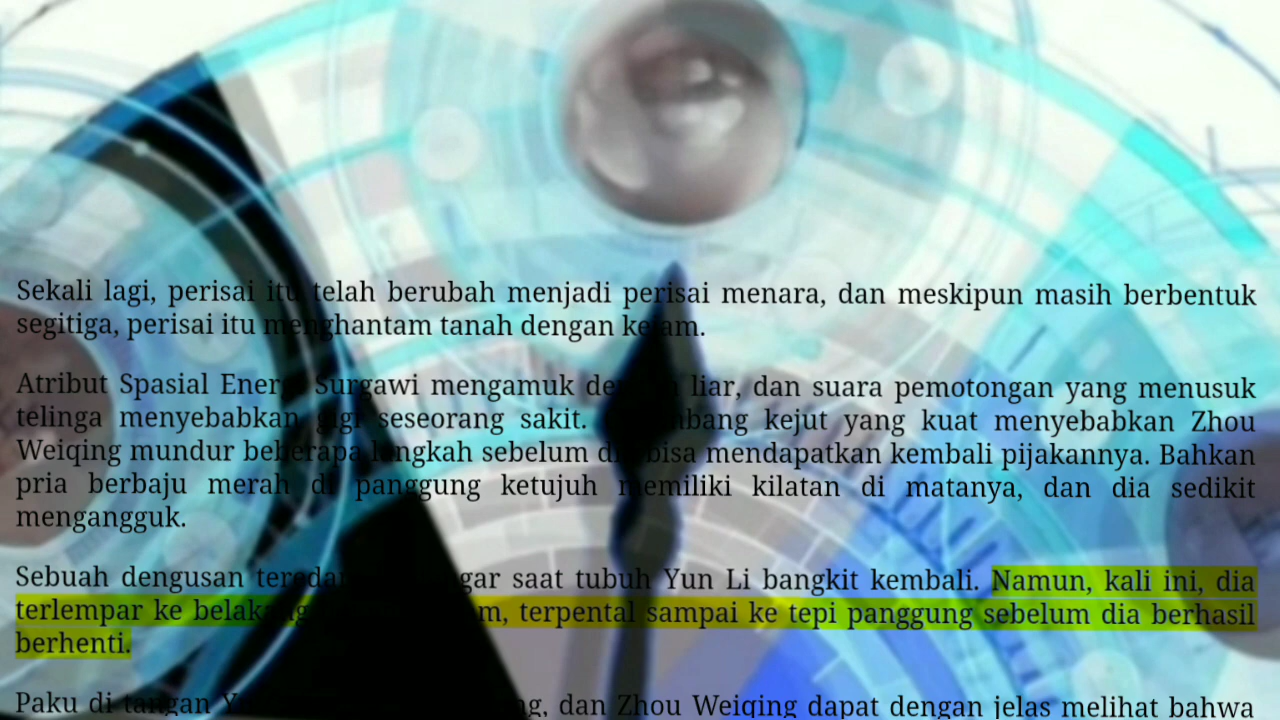 Sekali lagi, perisai itu telah berubah menjadi perisai menara, dan meskipun masih berbentuk
segitiga, perisai itu menghantam tanah dengan kejam.
Atribut Spasial Energi Surgawi mengamuk dengan liar, dan suara pemotongan yang menusuk
telinga menyebabkan gigi seseorang sakit. kejut yang kuat menyebabkan Zhou
Weiqing mundur beberapa langkah sebelum dia bisa mendapatkan kembali pijakannya. Bahkan
pria berbaju merah di panggung ketujuh memiliki kilatan di matanya, dan dia sedikit
mengangguk.
Sebuah dengusan teredam saat tubuh Yun Li bangkit kembali. Namun, kali ini, dia
terlempar ke belakang terpental sampai ke tepi panggung sebelum dia berhasil
berhenti.
Paku di tangan dan Zhou Weiqing dapat dengan jelas melihat bahwa